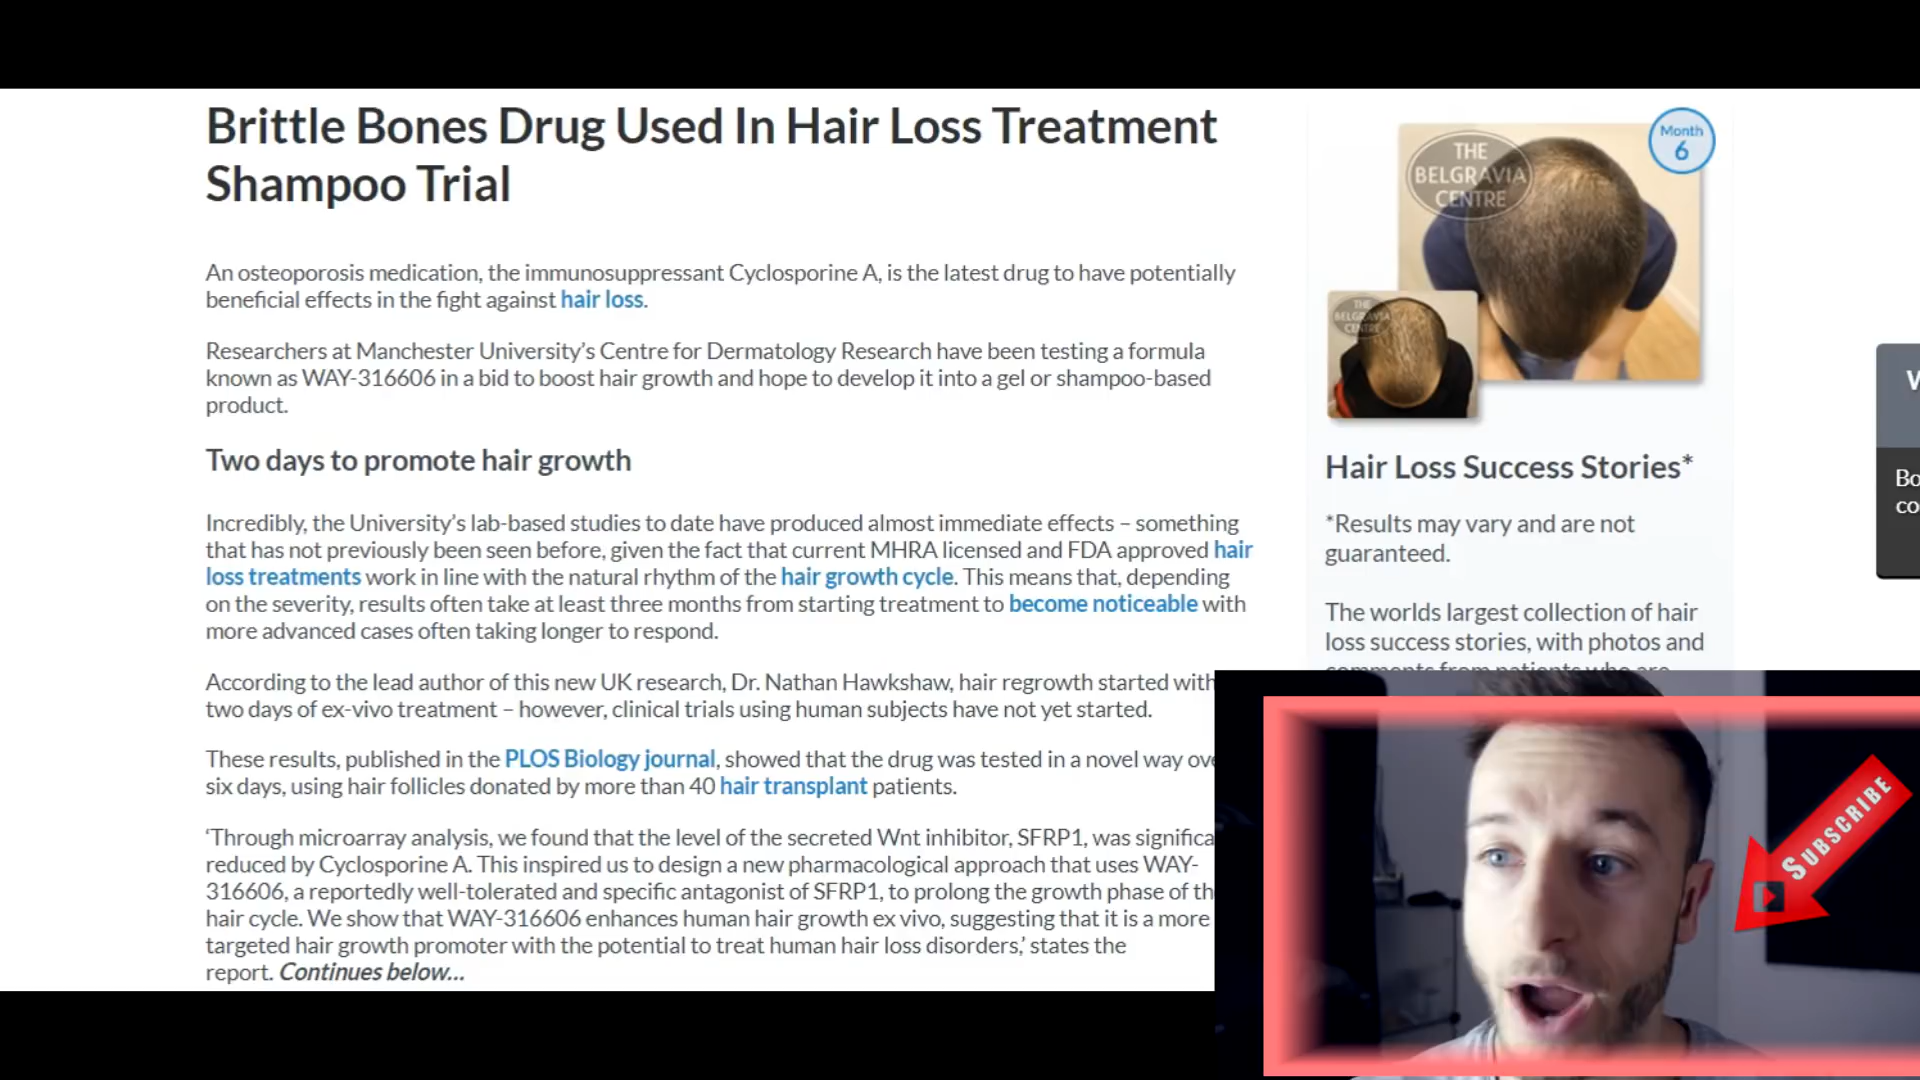 Brittle Bones Drug Used In Hair Loss Treatment
Shampoo Trial
An osteoporosis medication, the immunosuppressant Cyclosporine A, is the latest drug to have potentially
beneficial effects in the fight against hair loss.
Researchers at Manchester University’s Centre for Dermatology Research have been testing a formula
known as WAY-316606 in a bid to boost hair growth and hope to develop it into a gel or shampoo-based
product.
Two days to promote hair growth
Incredibly, the University’s lab-based studies to date have produced almost immediate effects – something
that has not previously been seen before, given the fact that current MHRA licensed and FDA approved hair
loss treatments work in line with the natural rhythm of the hair growth cycle. This means that, depending
on the severity, results often take at least three months from starting treatment to become noticeable with
more advanced cases often taking longer to respond.
According to the lead author of this new UK research, Dr. Nathan Hawkshaw, hair regrowth started with
two days of ex-vivo treatment – however, clinical trials using human subjects have not yet started.
These results, published in the PLOS Biology journal, showed that the drug was tested in a novel way ov
six days, using hair follicles donated by more than 40 hair transplant patients.
‘Through microarray analysis, we found that the level of the secreted Wnt inhibitor, SFRP1, was significa
reduced by Cyclosporine A. This inspired us to design a new pharmacological approach that uses WAY-
316606, a reportedly well-tolerated and specific antagonist of SFRP1, to prolong the growth phase of th
hair cycle. We show that WAY-316606 enhances human hair growth ex vivo, suggesting that it is a more
targeted hair growth promoter with the potential to treat human hair loss disorders,’ states the
report. Continues below...
Month
6
THE
BELGRAVIA
CENTRE
THE
BELGRAVIA
CENTRE
Hair Loss Success Stories*
*Results may vary and are not
guaranteed.
The worlds largest collection of hair
loss success stories, with photos and
comments from patients who are
Bo
co
SUBSCRIBE